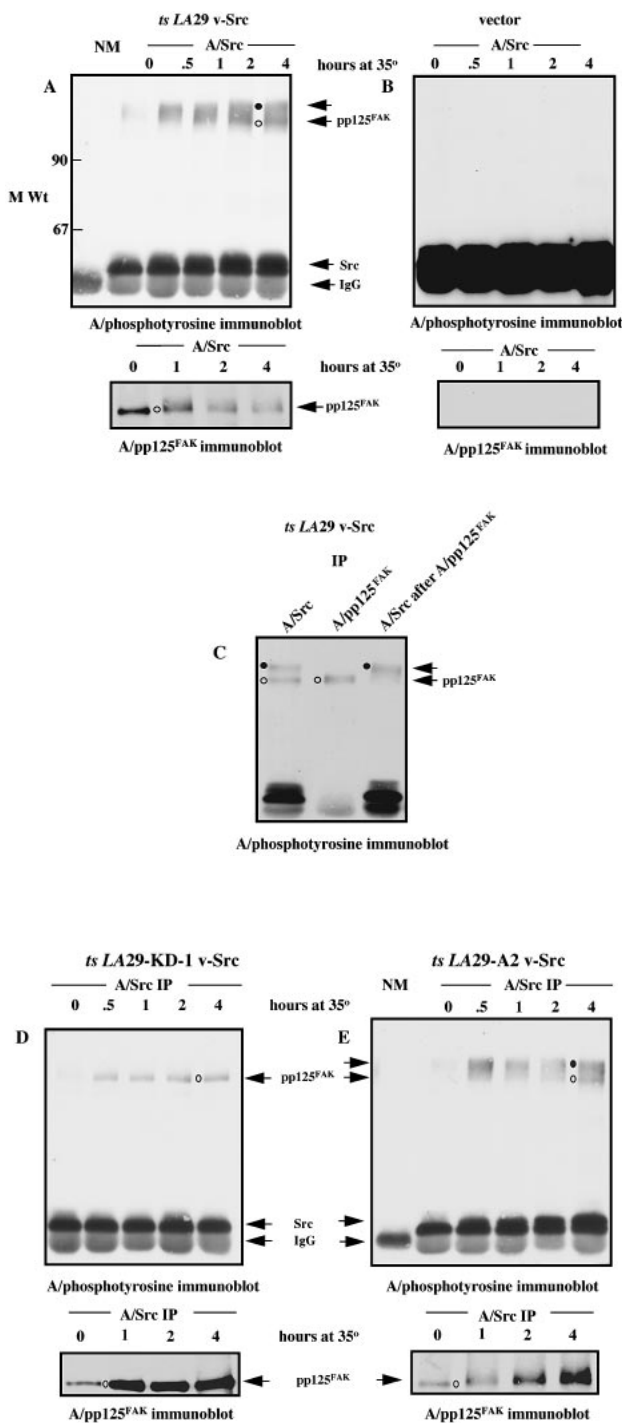 ts LA29 v-Src
vector
NM
A/Src
0 .5 1 2 4
hours at 35°
A/Src
0 .5 1 2 4
A
B
pp125FAK
90
M Wt
67
Src
IgG
A/phosphotyrosine immunoblot
A/phosphotyrosine immunoblot
A/Src
0 1 2 4
hours at 35°
A/Src
0 1 2 4
pp125FAK
A/pp125FAK immunoblot
A/pp125FAK immunoblot
ts LA29 v-Src
IP
A/Src
A/pp125FAK
A/Src after A/pp125FAK
C
pp125FAK
A/phosphotyrosine immunoblot
ts LA29-KD-1 v-Src
ts LA29-A2 v-Src
A/Src IP
0 .5 1 2 4
hours at 35°
NM
A/Src IP
0 .5 1 2 4
D
E
pp125FAK
Src
IgG
A/phosphotyrosine immunoblot
A/phosphotyrosine immunoblot
A/Src IP
0 1 2 4
hours at 35°
A/Src IP
0 1 2 4
pp125FAK
A/pp125FAK immunoblot
A/pp125FAK immunoblot